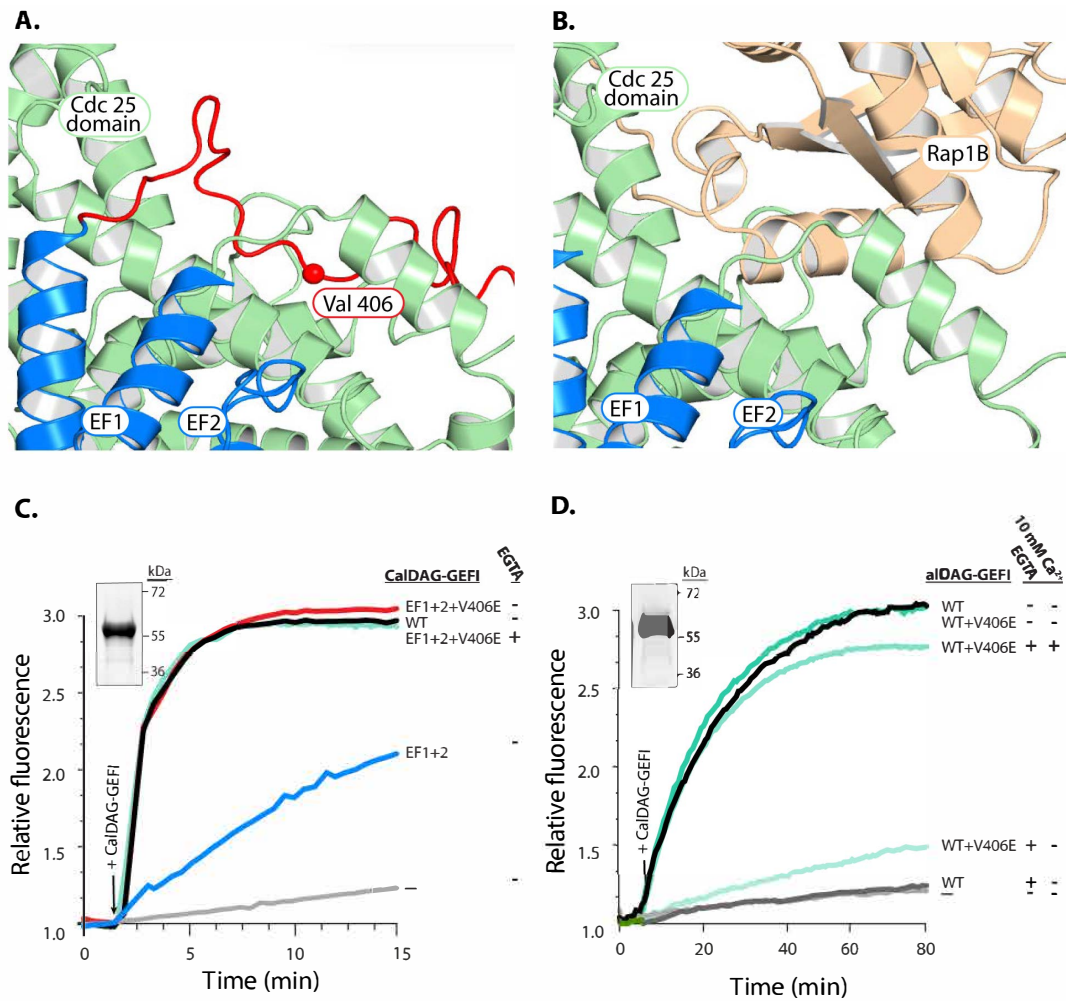 A.
Cdc 25
domain
Val 406
EF1
EF2
B.
Cdc 25
domain
Rap1B
EF1
EF2
C.
kDa
72
55
36
CalDAG-GEFI
EGTA
EF1+2+V406E -
WT -
EF1+2+V406E +
EF1+2 -
— -
Relative fluorescence
3.0
2.5
2.0
1.5
1.0
+ CalDAG-GEFI
0 5 10 15
Time (min)
D.
kDa
72
55
36
alDAG-GEFI
EGTA
10 mM Ca²⁺
WT - -
WT+V406E - -
WT+V406E + +
WT+V406E + -
WT + -
— - -
Relative fluorescence
3.0
2.5
2.0
1.5
1.0
+ CalDAG-GEFI
0 20 40 60 80
Time (min)